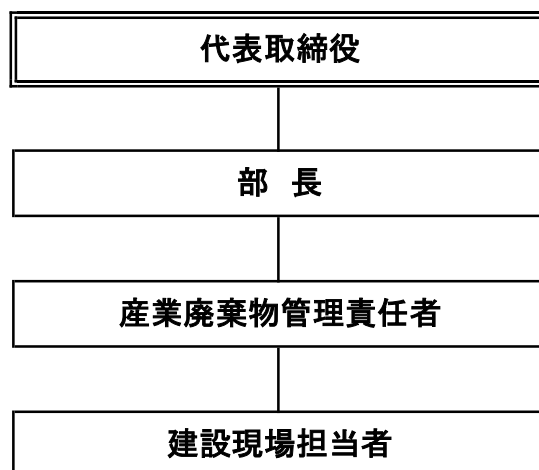 代表取締役
部 長
産業廃棄物管理責任者
建設現場担当者